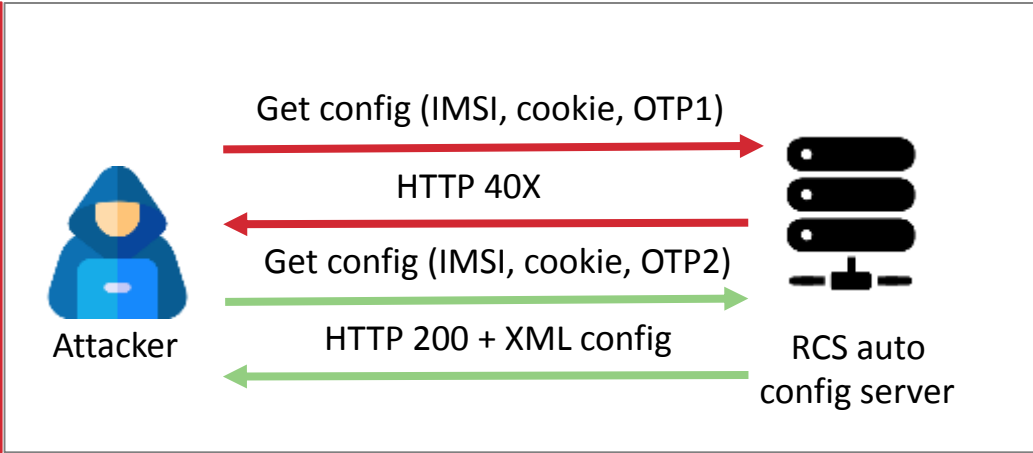 Get config (IMSI, cookie, OTP1)
HTTP 40X
Get config (IMSI, cookie, OTP2)
HTTP 200 + XML config
Attacker
RCS auto
config server